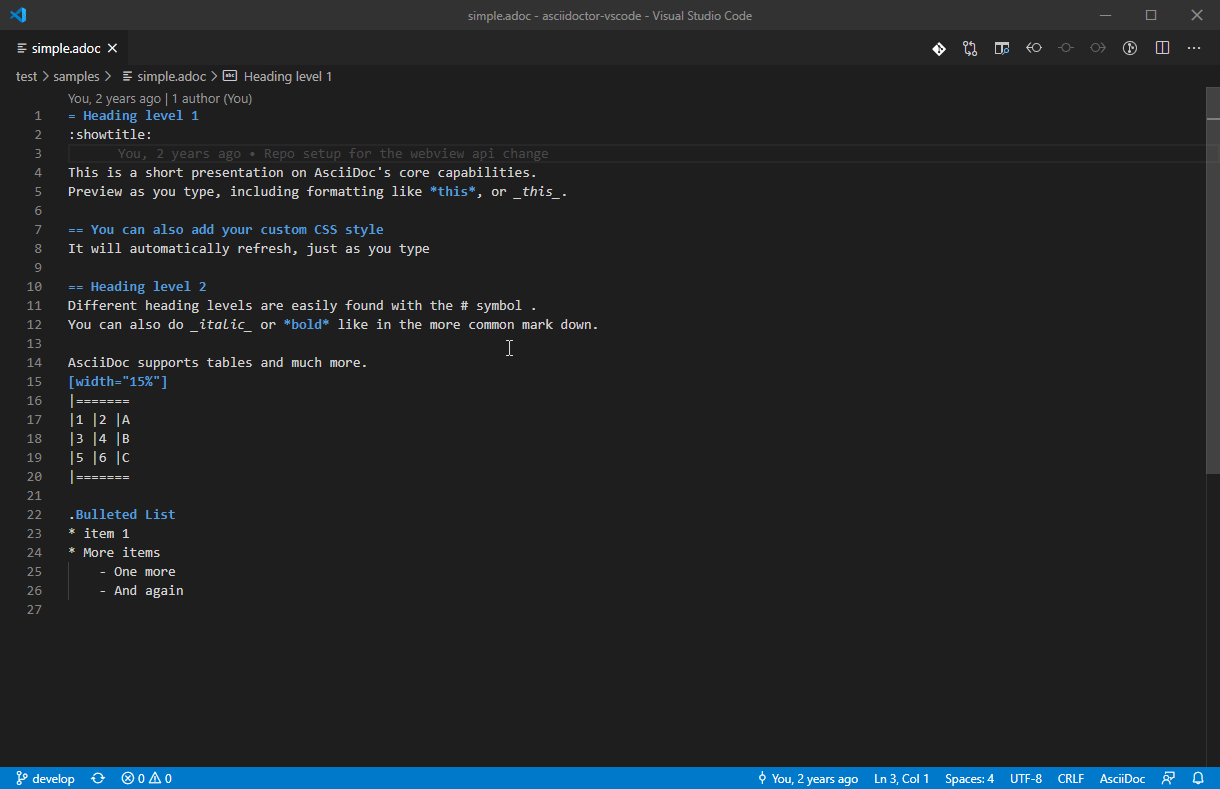 simple.adoc - asciidoctor-vscode - Visual Studio Code
simple.adoc
test > samples > simple.adoc > abc Heading level 1
You, 2 years ago | 1 author (You)
1 = Heading level 1
2 :showtitle:
3 You, 2 years ago • Repo setup for the webview api change
4 This is a short presentation on AsciiDoc's core capabilities.
5 Preview as you type, including formatting like *this*, or _this_.
6
7 == You can also add your custom CSS style
8 It will automatically refresh, just as you type
9
10 == Heading level 2
11 Different heading levels are easily found with the # symbol .
12 You can also do _italic_ or *bold* like in the more common mark down.
13
14 AsciiDoc supports tables and much more.
15 [width="15%"]
16 |=======
17 |1 |2 |A
18 |3 |4 |B
19 |5 |6 |C
20 |=======
21
22 .Bulleted List
23 * item 1
24 * More items
25 - One more
26 - And again
27
develop 0 0 You, 2 years ago Ln 3, Col 1 Spaces: 4 UTF-8 CRLF AsciiDoc